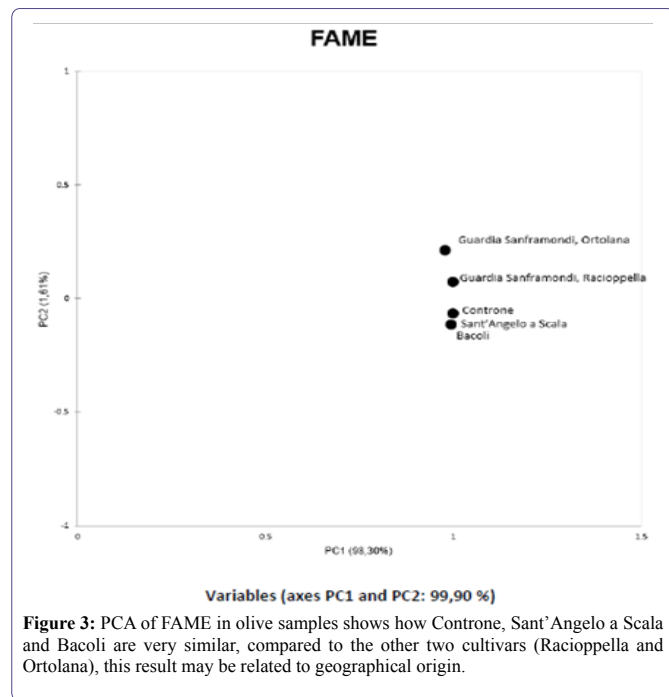 FAME
1
0.5
0
-0.5
-1
PC2 (1,61%)
Guardia Sanframondi, Ortolana
Guardia Sanframondi, Racioppella
Controne
Sant'Angelo a Scala
Bacoli
0
0.5
1
1.5
PC1 (98,30%)
Variables (axes PC1 and PC2: 99,90 %)
Figure 3: PCA of FAME in olive samples shows how Controne, Sant'Angelo a Scala
and Bacoli are very similar, compared to the other two cultivars (Racioppella and
Ortolana), this result may be related to geographical origin.